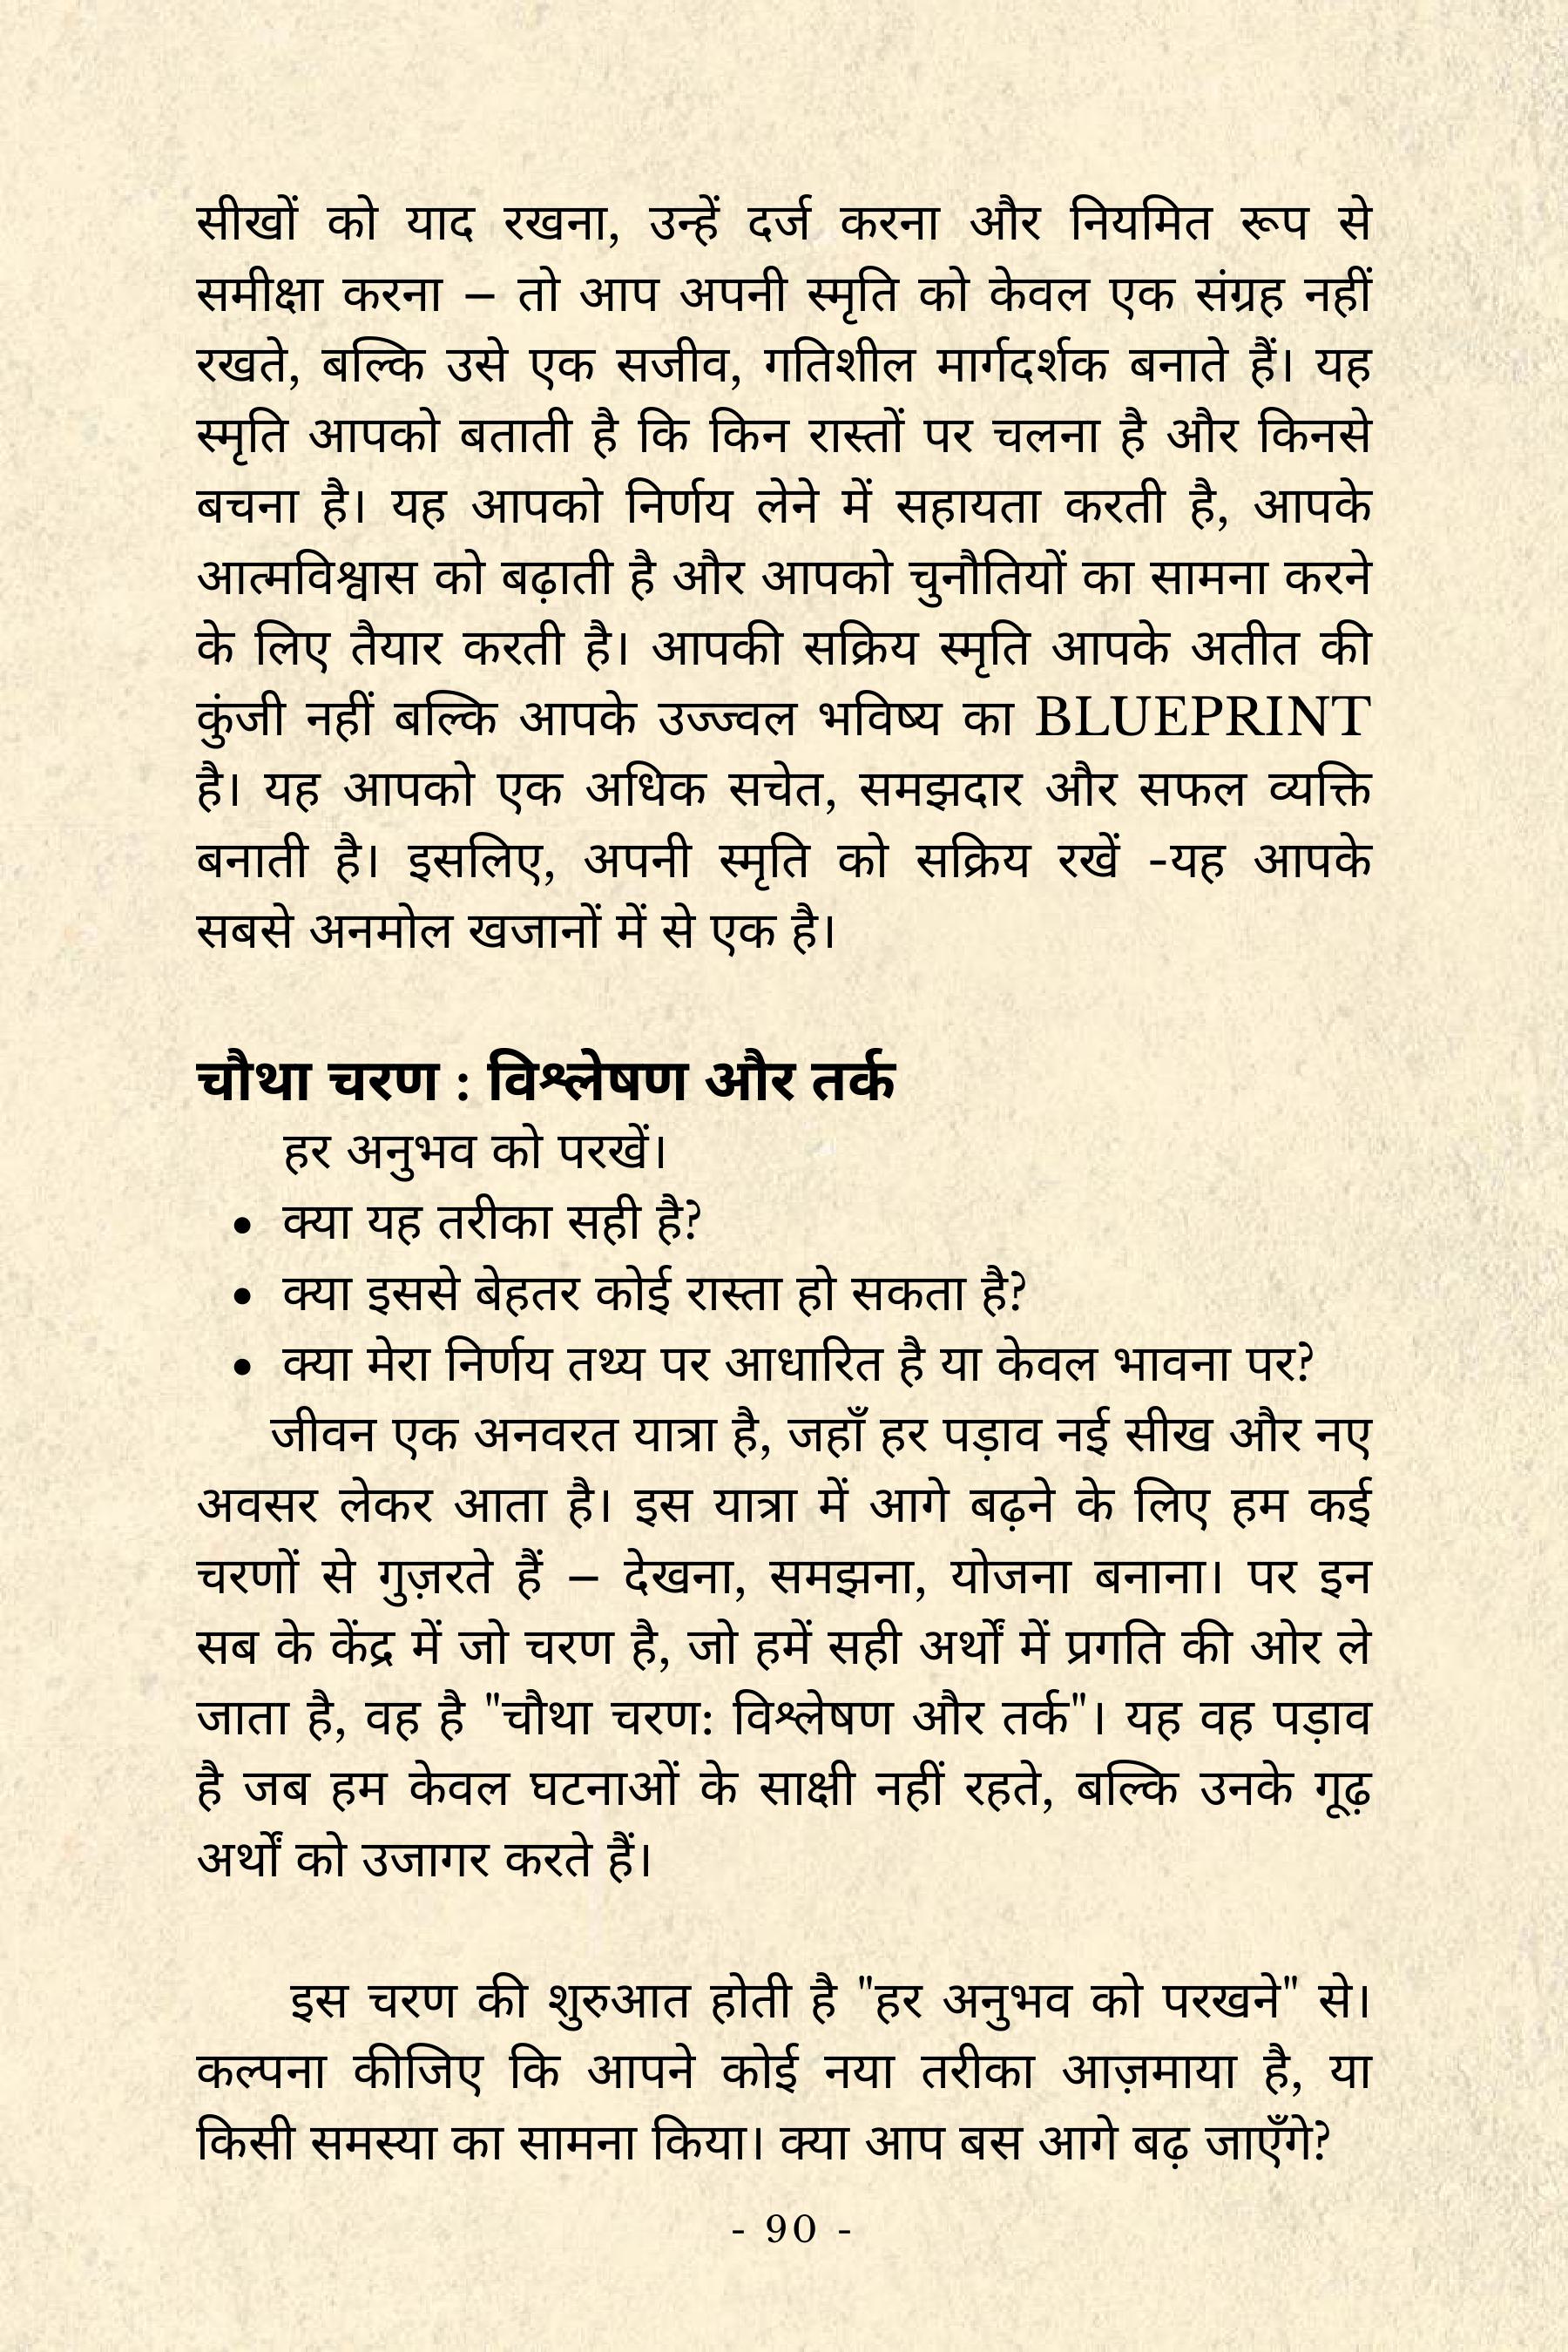 सीखों को याद रखना, उन्हें दर्ज करना और नियमित रूप से
समीक्षा करना – तो आप अपनी स्मृति को केवल एक संग्रह नहीं
रखते, बल्कि उसे एक सजीव, गतिशील मार्गदर्शक बनाते हैं। यह
स्मृति आपको बताती है कि किन रास्तों पर चलना है और किनसे
बचना है। यह आपको निर्णय लेने में सहायता करती है, आपके
आत्मविश्वास को बढ़ाती है और आपको चुनौतियों का सामना करने
के लिए तैयार करती है। आपकी सक्रिय स्मृति आपके अतीत की
कुंजी नहीं बल्कि आपके उज्ज्वल भविष्य का BLUEPRINT
है। यह आपको एक अधिक सचेत, समझदार और सफल व्यक्ति
बनाती है। इसलिए, अपनी स्मृति को सक्रिय रखें -यह आपके
सबसे अनमोल खजानों में से एक है।
चौथा चरण : विश्लेषण और तर्क
हर अनुभव को परखें।
• क्या यह तरीका सही है?
• क्या इससे बेहतर कोई रास्ता हो सकता है?
• क्या मेरा निर्णय तथ्य पर आधारित है या केवल भावना पर?
जीवन एक अनवरत यात्रा है, जहाँ हर पड़ाव नई सीख और नए
अवसर लेकर आता है। इस यात्रा में आगे बढ़ने के लिए हम कई
चरणों से गुज़रते हैं – देखना, समझना, योजना बनाना। पर इन
सब के केंद्र में जो चरण है, जो हमें सही अर्थों में प्रगति की ओर ले
जाता है, वह है "चौथा चरण: विश्लेषण और तर्क"। यह वह पड़ाव
है जब हम केवल घटनाओं के साक्षी नहीं रहते, बल्कि उनके गूढ़
अर्थों को उजागर करते हैं।
इस चरण की शुरुआत होती है "हर अनुभव को परखने" से।
कल्पना कीजिए कि आपने कोई नया तरीका आज़माया है, या
किसी समस्या का सामना किया। क्या आप बस आगे बढ़ जाएँगे?
- 90 -